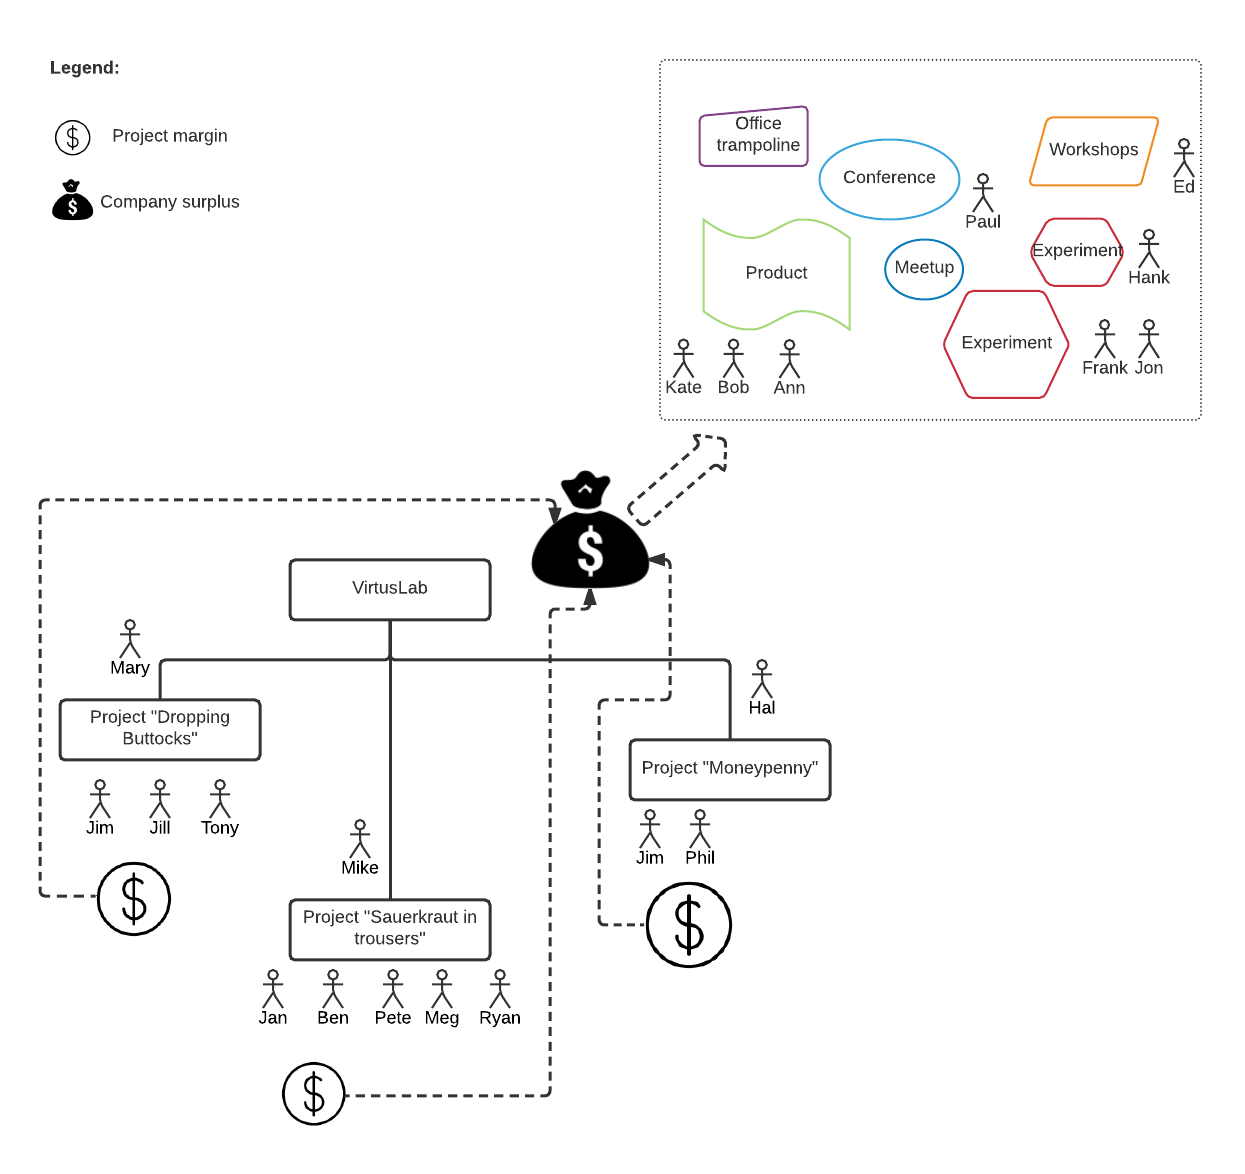 Legend:
$
Project margin
$
Company surplus
Office
trampoline
Conference
Workshops
Ed
Paul
Product
Meetup
Experiment
Hank
Experiment
Frank
Jon
Kate
Bob
Ann
$
VirtusLab
Mary
Project "Dropping
Buttocks"
Jim
Jill
Tony
$
Mike
Project "Sauerkraut in
trousers"
Jan
Ben
Pete
Meg
Ryan
$
Hal
Project "Moneypenny"
Jim
Phil
$